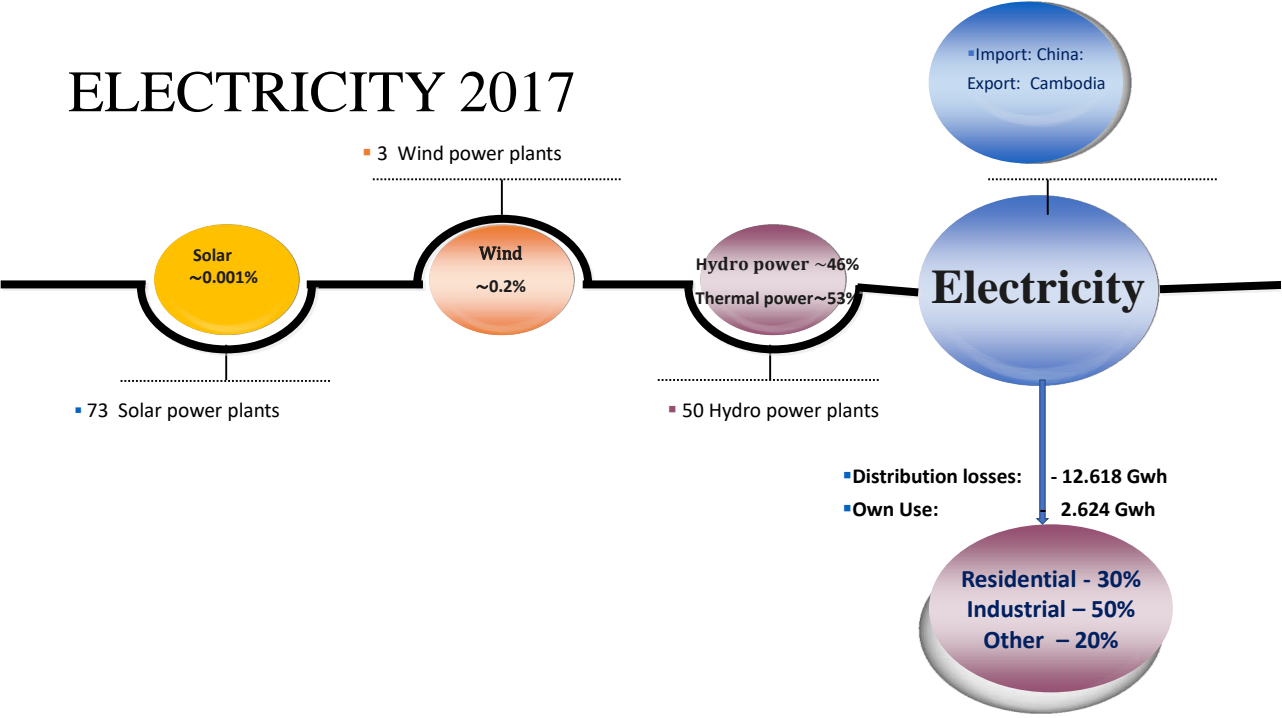 ELECTRICITY 2017
▪Import: China:
Export: Cambodia
▪ 3 Wind power plants
Solar
~0.001%
Wind
~0.2%
Hydro power ~46%
Thermal power~53%
Electricity
▪ 73 Solar power plants
▪ 50 Hydro power plants
▪Distribution losses: - 12.618 Gwh
▪Own Use: - 2.624 Gwh
Residential - 30%
Industrial – 50%
Other – 20%